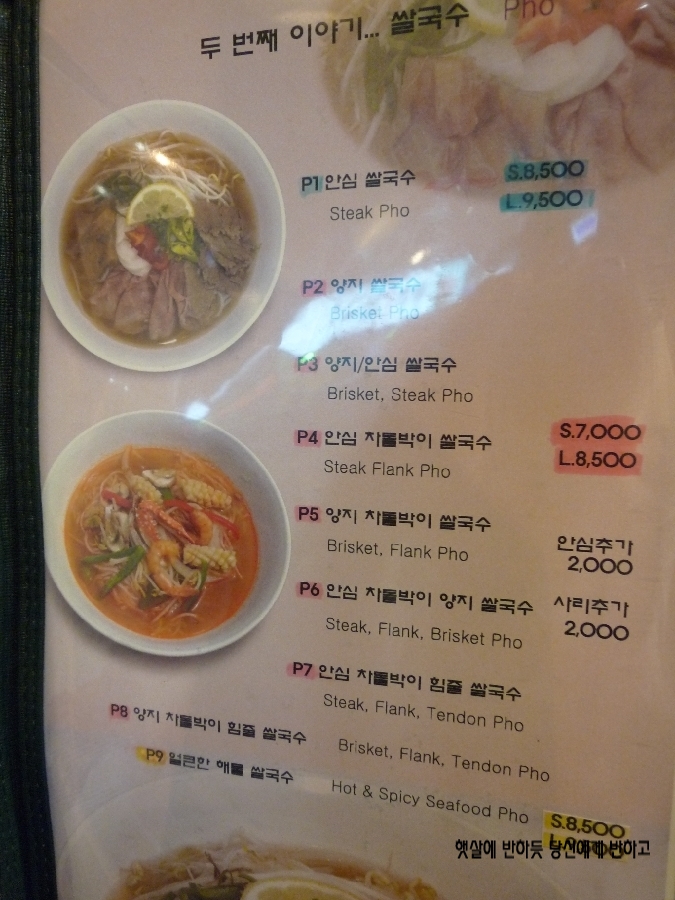 두 번째 이야기... 쌀국수 Pho
P1 안심 쌀국수 S.8,500
Steak Pho L.9,500
P2 양지 쌀국수
Brisket Pho
P3 양지/안심 쌀국수
Brisket, Steak Pho
P4 안심 차돌박이 쌀국수 S.7,000
Steak Flank Pho L.8,500
P5 양지 차돌박이 쌀국수
Brisket, Flank Pho
안심추가
2,000
P6 안심 차돌박이 양지 쌀국수
Steak, Flank, Brisket Pho
사리추가
2,000
P7 안심 차돌박이 힘줄 쌀국수
Steak, Flank, Tendon Pho
P8 양지 차돌박이 힘줄 쌀국수
Brisket, Flank, Tendon Pho
P9 얼큰한 해물 쌀국수
Hot & Spicy Seafood Pho
S.8,500
햇살에 반하듯 당신에게 반하고